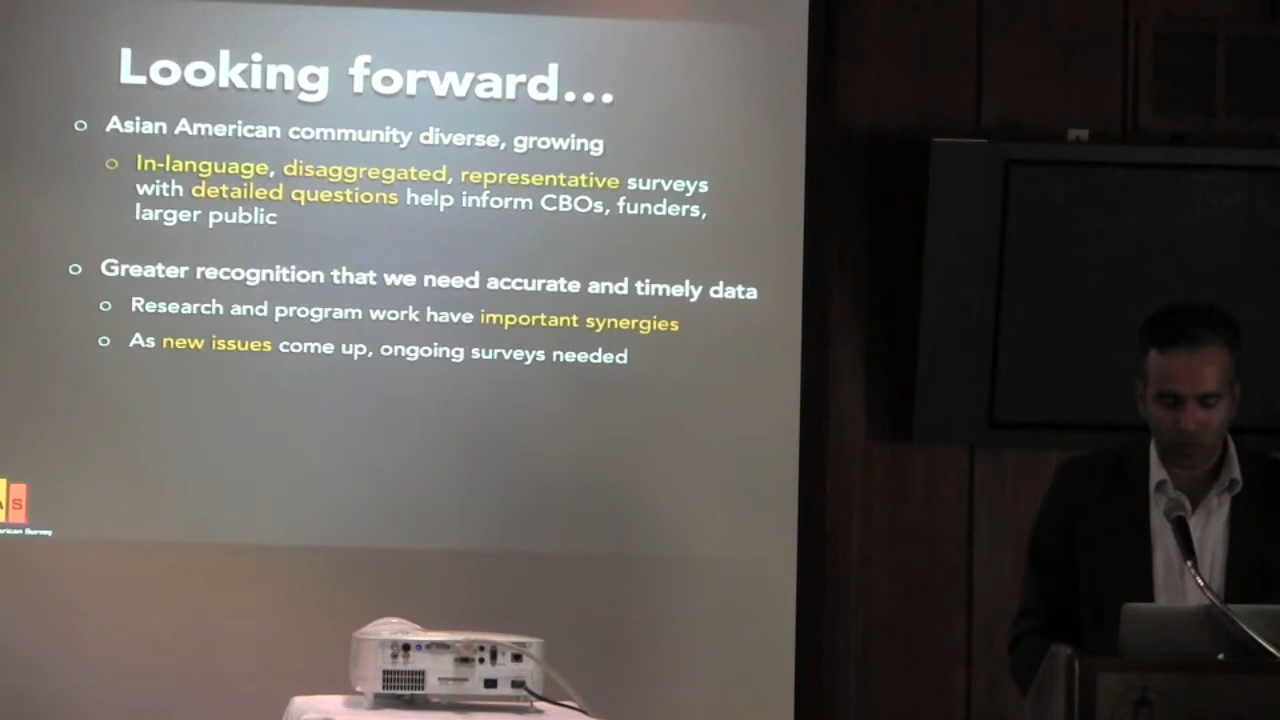 Looking forward...
o Asian American community diverse, growing
o In-language, disaggregated, representative surveys
with detailed questions help inform CBOs, funders,
larger public
o Greater recognition that we need accurate and timely data
o Research and program work have important synergies
o As new issues come up, ongoing surveys needed
S
rican Survey